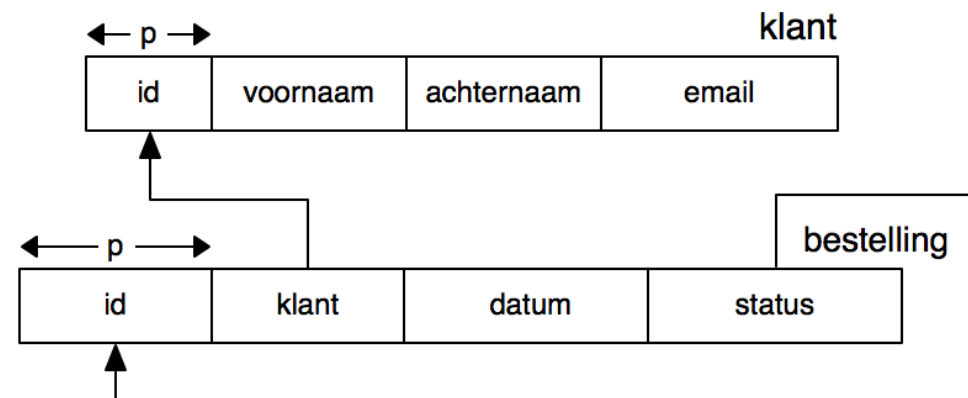 klant
p
id voornaam achternaam email
bestelling
p
id klant datum status